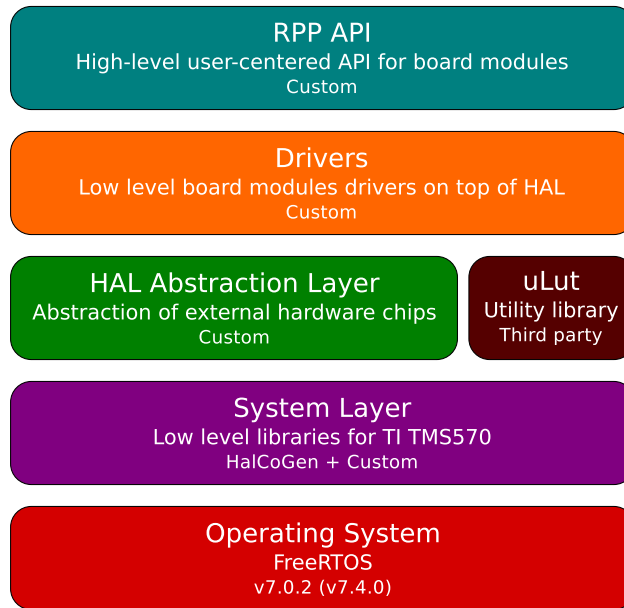 RPP API
High-level user-centered API for board modules
Custom
Drivers
Low level board modules drivers on top of HAL
Custom
HAL Abstraction Layer
Abstraction of external hardware chips
Custom
uLut
Utility library
Third party
System Layer
Low level libraries for TI TMS570
HalCoGen + Custom
Operating System
FreeRTOS
v7.0.2 (v7.4.0)